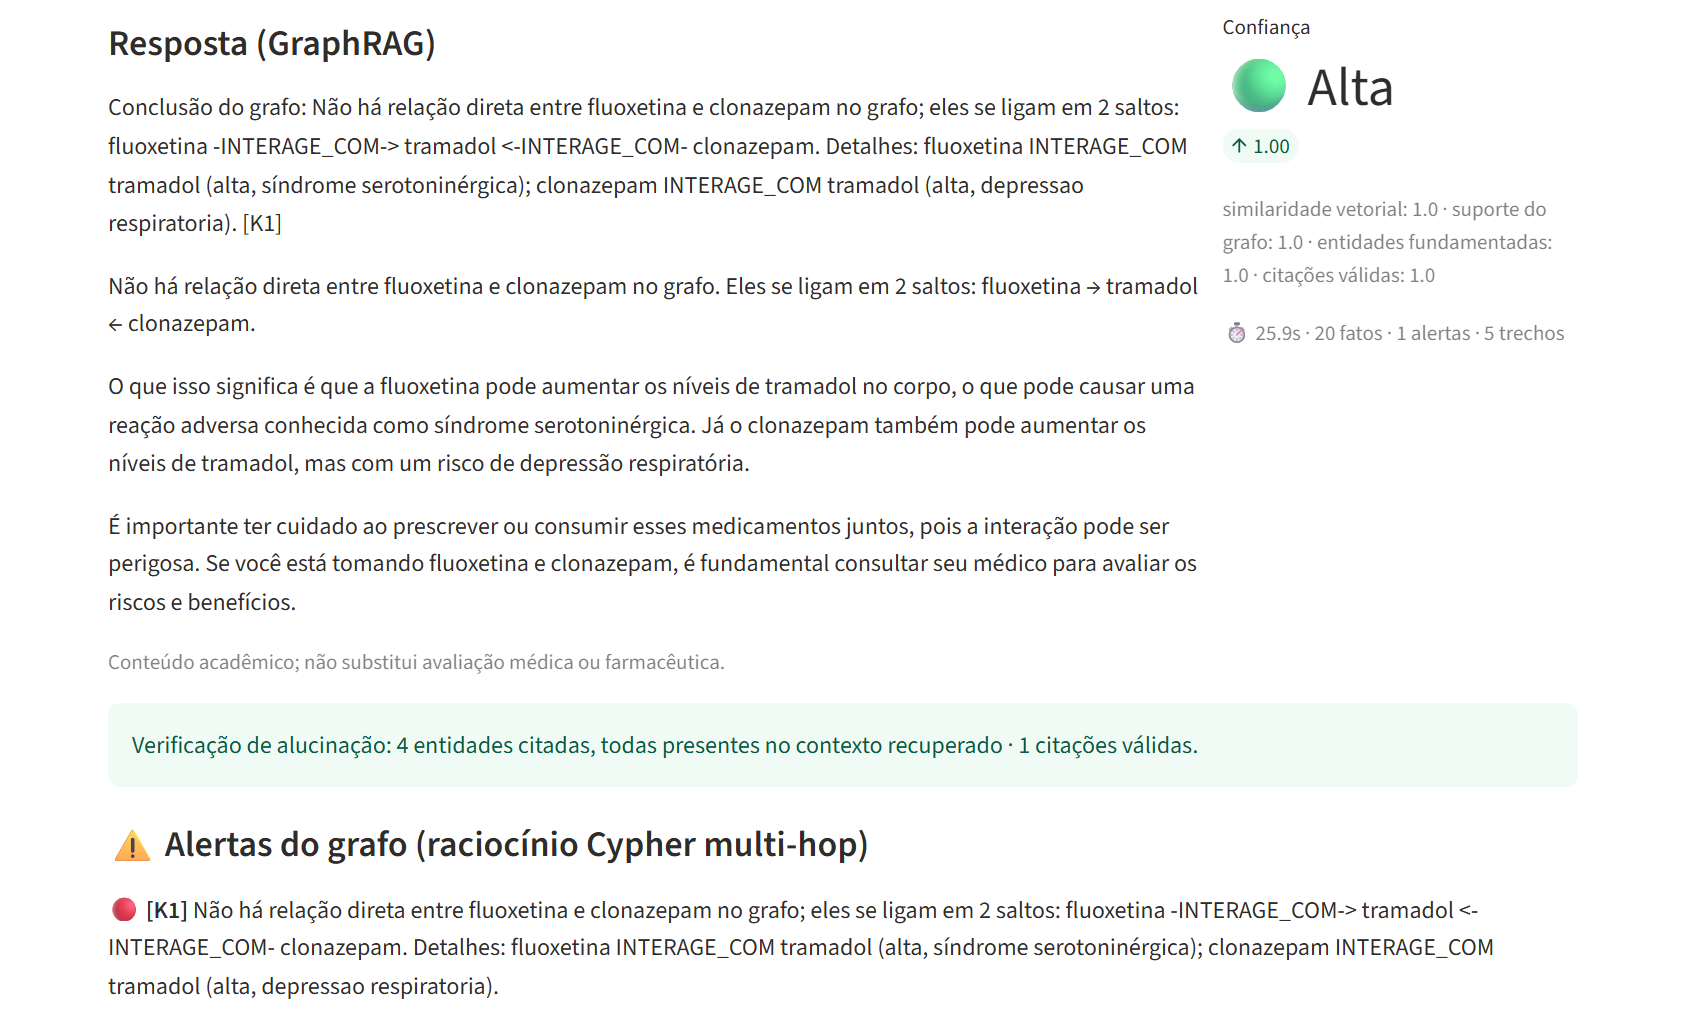 Resposta (GraphRAG)
Conclusão do grafo: Não há relação direta entre fluoxetina e clonazepam no grafo; eles se ligam em 2 saltos:
fluoxetina -INTERAGE_COM-> tramadol <-INTERAGE_COM- clonazepam. Detalhes: fluoxetina INTERAGE_COM
tramadol (alta, síndrome serotoninérgica); clonazepam INTERAGE_COM tramadol (alta, depressao
respiratoria). [K1]
Não há relação direta entre fluoxetina e clonazepam no grafo. Eles se ligam em 2 saltos: fluoxetina → tramadol
← clonazepam.
O que isso significa é que a fluoxetina pode aumentar os níveis de tramadol no corpo, o que pode causar uma
reação adversa conhecida como síndrome serotoninérgica. Já o clonazepam também pode aumentar os
níveis de tramadol, mas com um risco de depressão respiratória.
É importante ter cuidado ao prescrever ou consumir esses medicamentos juntos, pois a interação pode ser
perigosa. Se você está tomando fluoxetina e clonazepam, é fundamental consultar seu médico para avaliar os
riscos e benefícios.
Conteúdo acadêmico; não substitui avaliação médica ou farmacêutica.
Confiança
Alta
↑ 1.00
similaridade vetorial: 1.0 · suporte do
grafo: 1.0 · entidades fundamentadas:
1.0 · citações válidas: 1.0
25.9s · 20 fatos · 1 alertas · 5 trechos
Verificação de alucinação: 4 entidades citadas, todas presentes no contexto recuperado · 1 citações válidas.
Alertas do grafo (raciocínio Cypher multi-hop)
[K1] Não há relação direta entre fluoxetina e clonazepam no grafo; eles se ligam em 2 saltos: fluoxetina -INTERAGE_COM-> tramadol <-
INTERAGE_COM- clonazepam. Detalhes: fluoxetina INTERAGE_COM tramadol (alta, síndrome serotoninérgica); clonazepam INTERAGE_COM
tramadol (alta, depressao respiratoria).